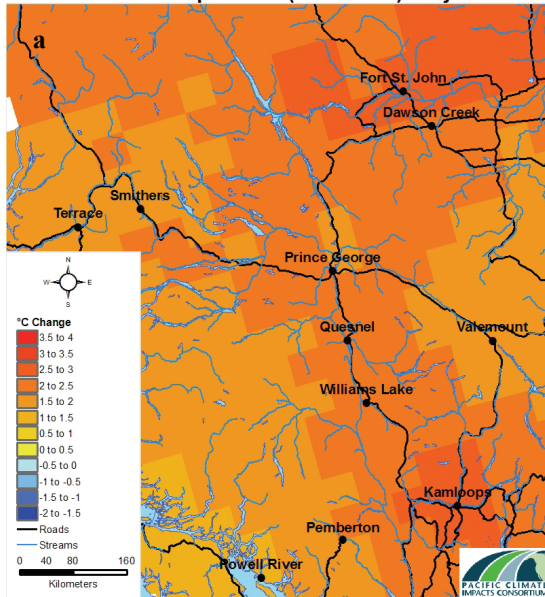 a
Fort St. John
Dawson Creek
Smithers
Terrace
Prince George
Quesnel
Valemount
Williams Lake
Kamloops
Pemberton
Powell River
N
W E
S
°C Change
3.5 to 4
3 to 3.5
2.5 to 3
2 to 2.5
1.5 to 2
1 to 1.5
0.5 to 1
0 to 0.5
-0.5 to 0
-1 to -0.5
-1.5 to -1
-2 to -1.5
Roads
Streams
0 40 80 160
Kilometers
PACIFIC CLIMATE
IMPACTS CONSORTIUM